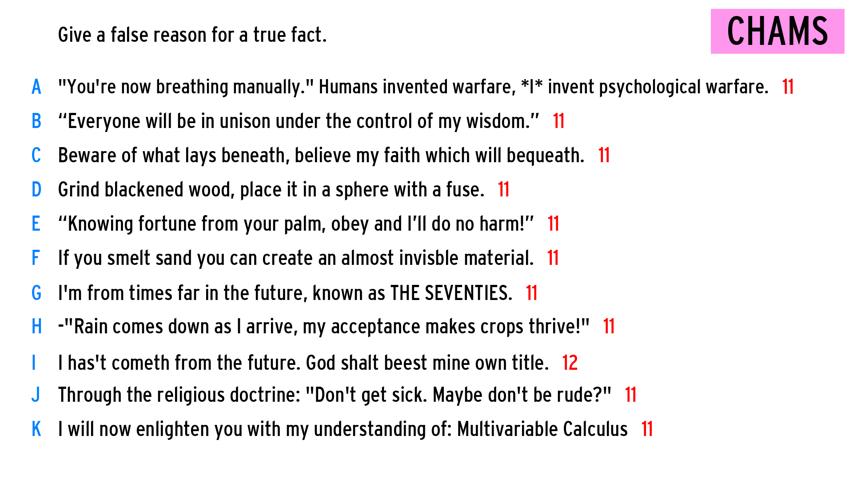 Give a false reason for a true fact.
CHAMS
A "You're now breathing manually." Humans invented warfare, *I* invent psychological warfare. 11
B “Everyone will be in unison under the control of my wisdom.” 11
C Beware of what lays beneath, believe my faith which will bequeath. 11
D Grind blackened wood, place it in a sphere with a fuse. 11
E “Knowing fortune from your palm, obey and I’ll do no harm!” 11
F If you smelt sand you can create an almost invisble material. 11
G I'm from times far in the future, known as THE SEVENTIES. 11
H -"Rain comes down as I arrive, my acceptance makes crops thrive!" 11
I I has't cometh from the future. God shalt beest mine own title. 12
J Through the religious doctrine: "Don't get sick. Maybe don't be rude?" 11
K I will now enlighten you with my understanding of: Multivariable Calculus 11